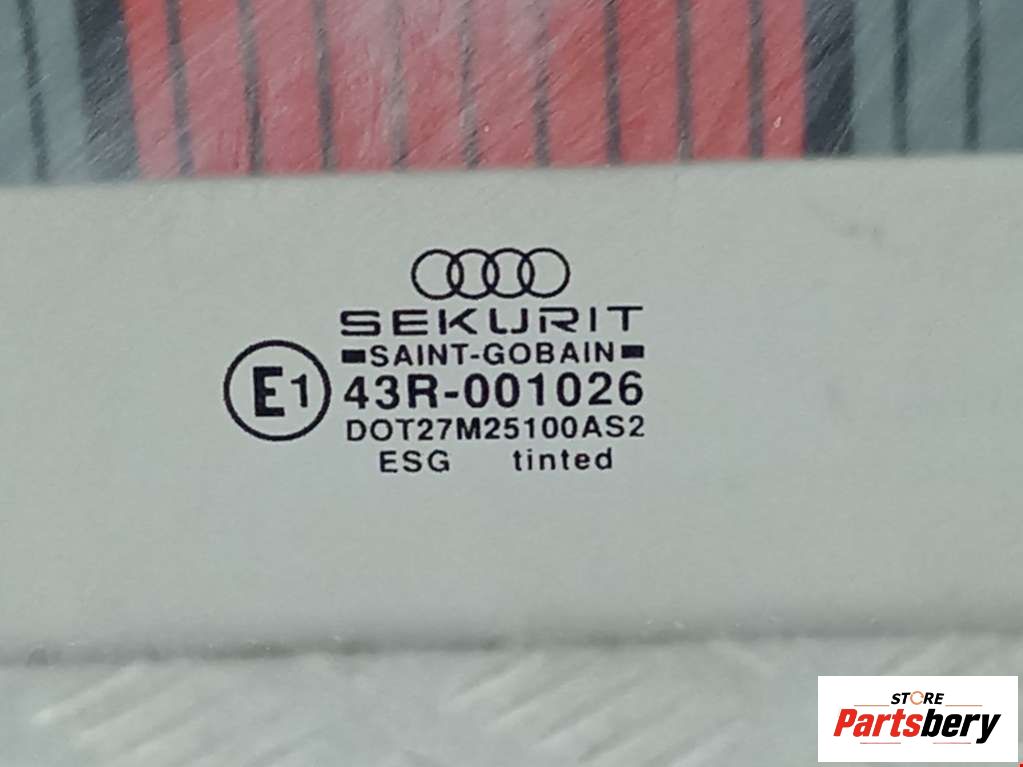 SEKURIT
SAINT-GOBAIN
E1 43R-001026
DOT27M25100AS2
ESG tinted
STORE
Partsbery